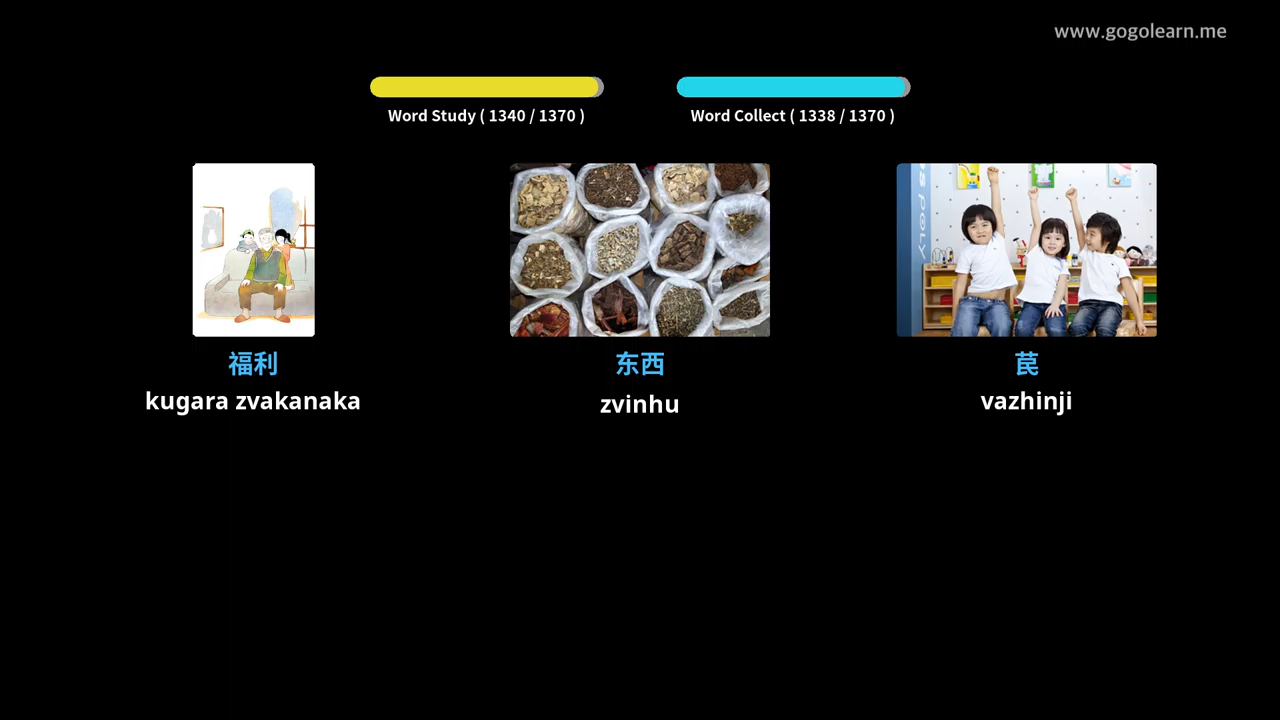 www.gogolearn.me
Word Study ( 1340 / 1370 )
Word Collect ( 1338 / 1370 )
福利
东西
苠
kugara zvakanaka
zvinhu
vazhinji